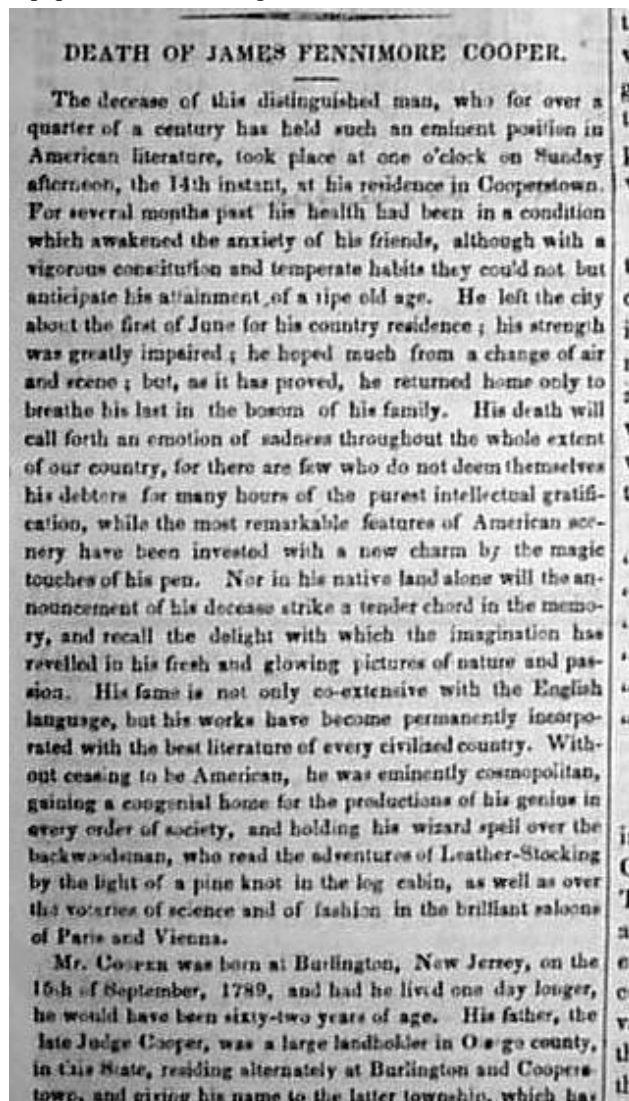 DEATH OF JAMES FENNIMORE COOPER.
The decease of this distinguished man, who for over a
quarter of a century has held such an eminent position in
American literature, took place at one o'clock on Sunday
afternoon, the 14th instant, at his residence in Cooperstown.
For several months past his health had been in a condition
which awakened the anxiety of his friends, although with a
vigorous constitution and temperate habits they could not but
anticipate his attainment of a ripe old age. He left the city
about the first of June for his country residence; his strength
was greatly impaired; he hoped much from a change of air
and scene; but, as it has proved, he returned home only to
breathe his last in the bosom of his family. His death will
call forth an emotion of sadness throughout the whole extent
of our country, for there are few who do not deem themselves
his debtors for many hours of the purest intellectual gratifi-
cation, while the most remarkable features of American sce-
nery have been invested with a new charm by the magic
touches of his pen. Nor in his native land alone will the an-
nouncement of his decease strike a tender chord in the memo-
ry, and recall the delight with which the imagination has
revelled in his fresh and glowing pictures of nature and pas-
sion. His fame is not only co-extensive with the English
language, but his works have become permanently incorpo-
rated with the best literature of every civilized country. With-
out ceasing to be American, he was eminently cosmopolitan,
gaining a congenial home for the productions of his genius in
every order of society, and holding his wizard spell over the
backwoodsman, who read the adventures of Leather-Stocking
by the light of a pine knot in the log cabin, as well as over
the votaries of science and of fashion in the brilliant saloons
of Paris and Vienna.
Mr. COOPER was born at Burlington, New Jersey, on the
15th of September, 1789, and had he lived one day longer,
he would have been sixty-two years of age. His father, the
late Judge Cooper, was a large landholder in Otsego county,
in this State, residing alternately at Burlington and Coopers-
town, and giving his name to the latter township, which has